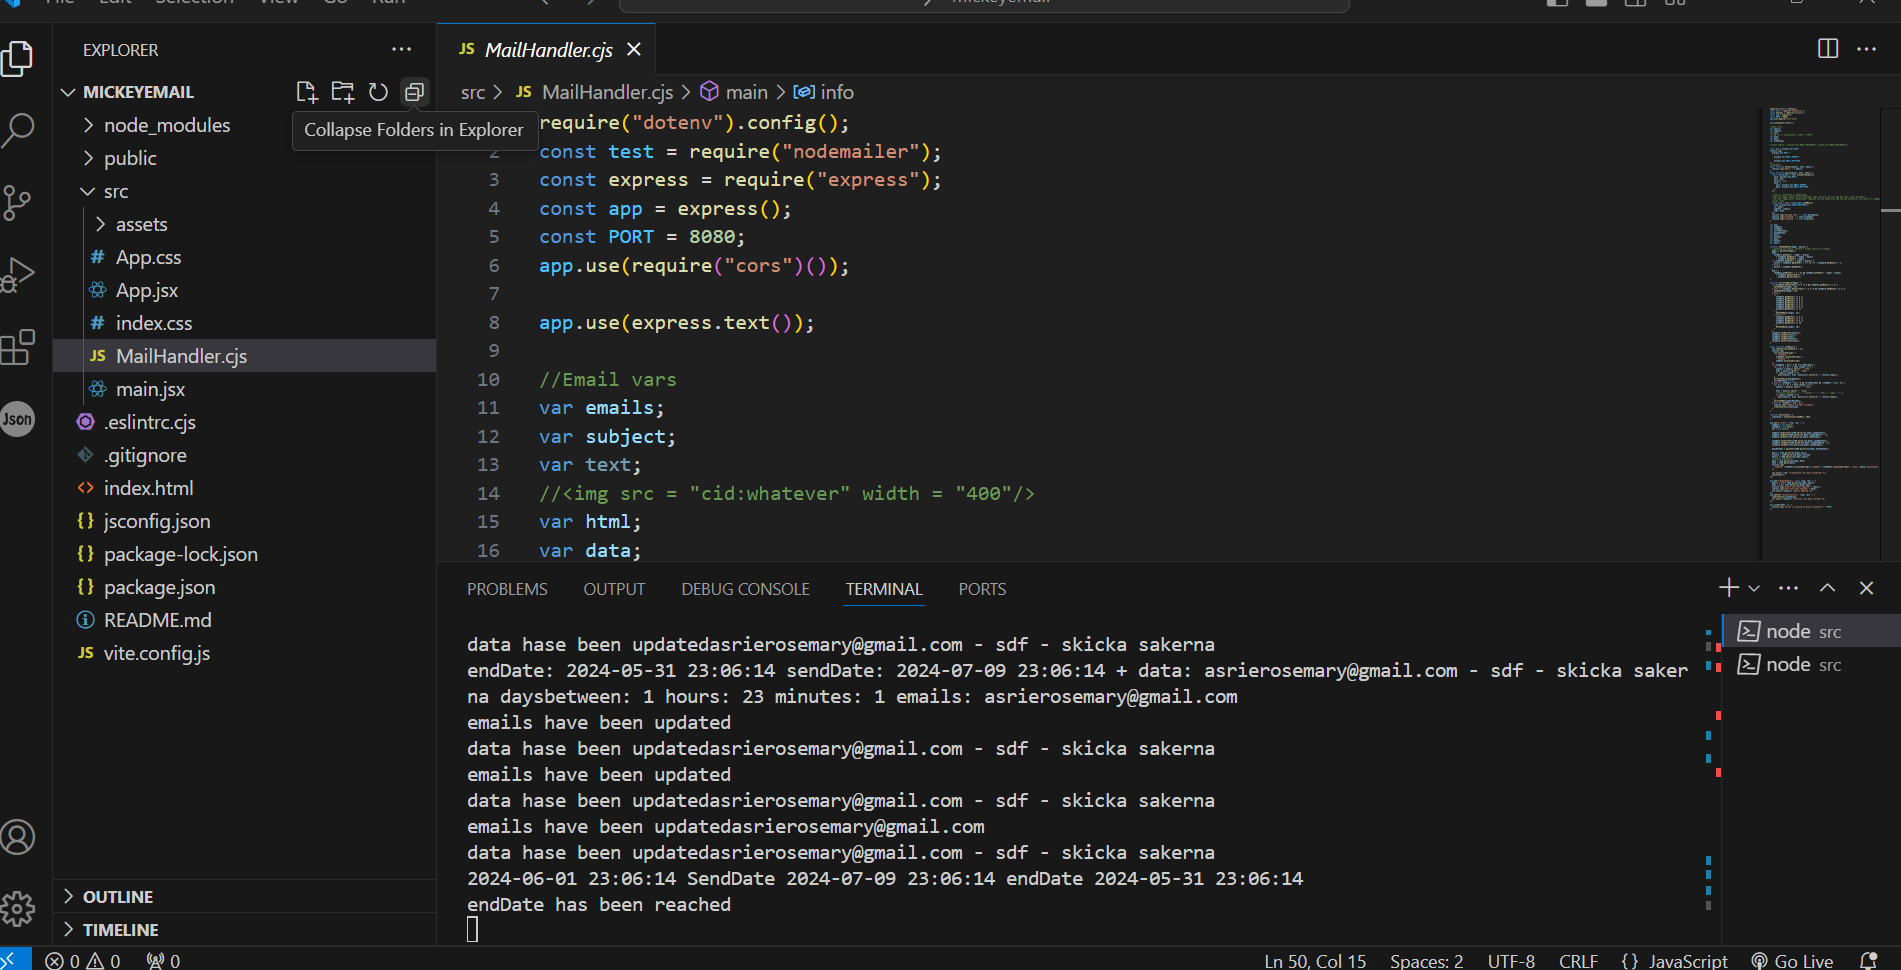 EXPLORER
MICKEYEMAIL
Collapse Folders in Explorer
node_modules
public
src
assets
# App.css
App.jsx
# index.css
JS MailHandler.cjs
main.jsx
.eslintrc.cjs
.gitignore
<> index.html
{} jsconfig.json
{} package-lock.json
{} package.json
README.md
JS vite.config.js
Json
OUTLINE
TIMELINE
JS MailHandler.cjs
src > JS MailHandler.cjs > main > info
require("dotenv").config();
2 const test = require("nodemailer");
3 const express = require("express");
4 const app = express();
5 const PORT = 8080;
6 app.use(require("cors")());
7
8 app.use(express.text());
9
10 //Email vars
11 var emails;
12 var subject;
13 var text;
14 //<img src = "cid:whatever" width = "400"/>
15 var html;
16 var data;
PROBLEMS OUTPUT DEBUG CONSOLE TERMINAL PORTS
data hase been updatedasrierosemary@gmail.com - sdf - skicka sakerna
endDate: 2024-05-31 23:06:14 sendDate: 2024-07-09 23:06:14 + data: asrierosemary@gmail.com - sdf - skicka saker
na daysbetween: 1 hours: 23 minutes: 1 emails: asrierosemary@gmail.com
emails have been updated
data hase been updatedasrierosemary@gmail.com - sdf - skicka sakerna
emails have been updated
data hase been updatedasrierosemary@gmail.com - sdf - skicka sakerna
emails have been updatedasrierosemary@gmail.com
data hase been updatedasrierosemary@gmail.com - sdf - skicka sakerna
2024-06-01 23:06:14 SendDate 2024-07-09 23:06:14 endDate 2024-05-31 23:06:14
endDate has been reached
node src
node src
0 0 0
Ln 50, Col 15 Spaces: 2 UTF-8 CRLF {} JavaScript Go Live